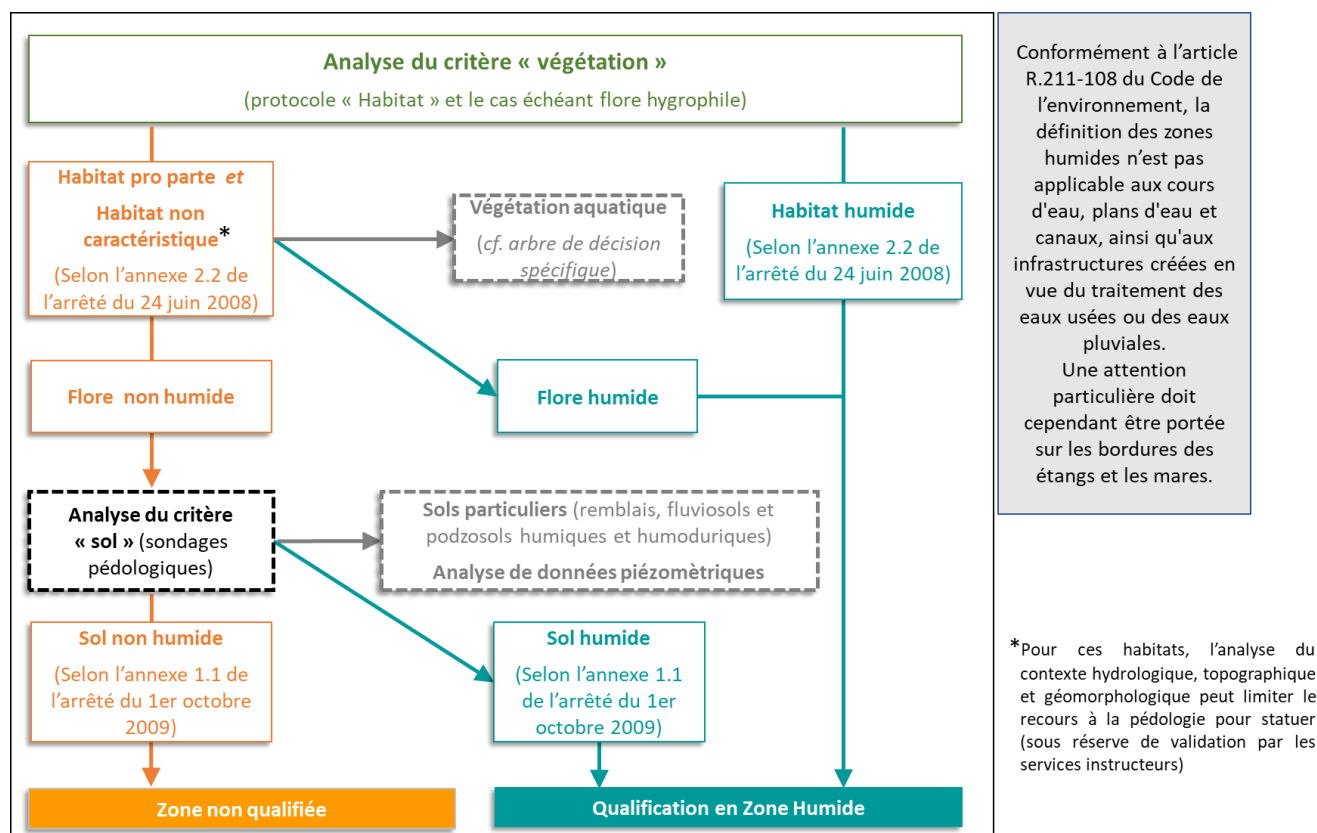 Analyse du critère « végétation »
(protocole « Habitat » et le cas échéant flore hygrophile)
Habitat pro parte et
Habitat non
caractéristique*
(Selon l’annexe 2.2 de
l’arrêté du 24 juin 2008)
Végétation aquatique
(cf. arbre de décision
spécifique)
Habitat humide
(Selon l’annexe 2.2 de
l’arrêté du 24 juin 2008)
Flore non humide
Flore humide
Analyse du critère
« sol » (sondages
pédologiques)
Sols particuliers (remblais, fluviosols et
podzosols humiques et humoduriques)
Analyse de données piézomètriques
Sol non humide
(Selon l’annexe 1.1 de
l’arrêté du 1er octobre
2009)
Sol humide
(Selon l’annexe 1.1
de l’arrêté du 1er
octobre 2009)
Zone non qualifiée
Qualification en Zone Humide
Conformément à l’article
R.211-108 du Code de
l’environnement, la
définition des zones
humides n’est pas
applicable aux cours
d'eau, plans d'eau et
canaux, ainsi qu'aux
infrastructures créées en
vue du traitement des
eaux usées ou des eaux
pluviales.
Une attention
particulière doit
cependant être portée
sur les bordures des
étangs et les mares.
*Pour ces habitats, l’analyse du
contexte hydrologique, topographique
et géomorphologique peut limiter le
recours à la pédologie pour statuer
(sous réserve de validation par les
services instructeurs)